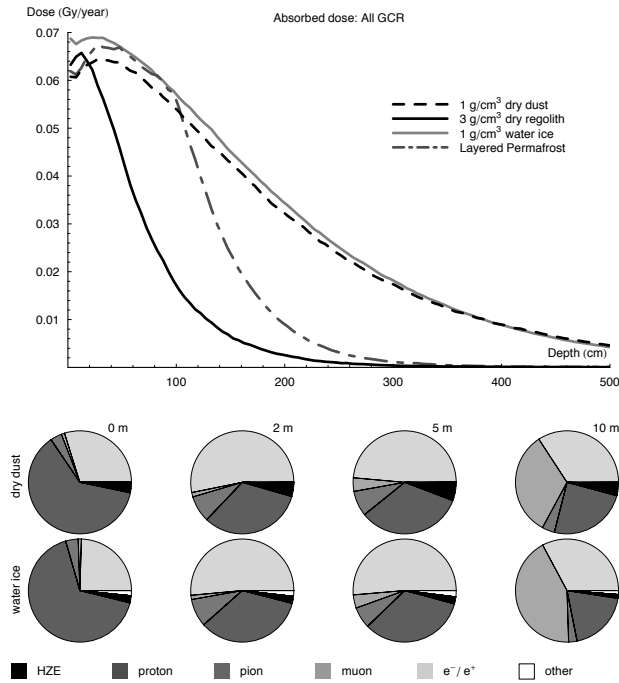 Dose (Gy/year)
Absorbed dose: All GCR
0.07
0.06
0.05
0.04
0.03
0.02
0.01
1 g/cm³ dry dust
3 g/cm³ dry regolith
1 g/cm³ water ice
Layered Permafrost
Depth (cm)
100 200 300 400 500
0 m 2 m 5 m 10 m
dry dust
water ice
HZE proton pion muon e⁻/e⁺ other